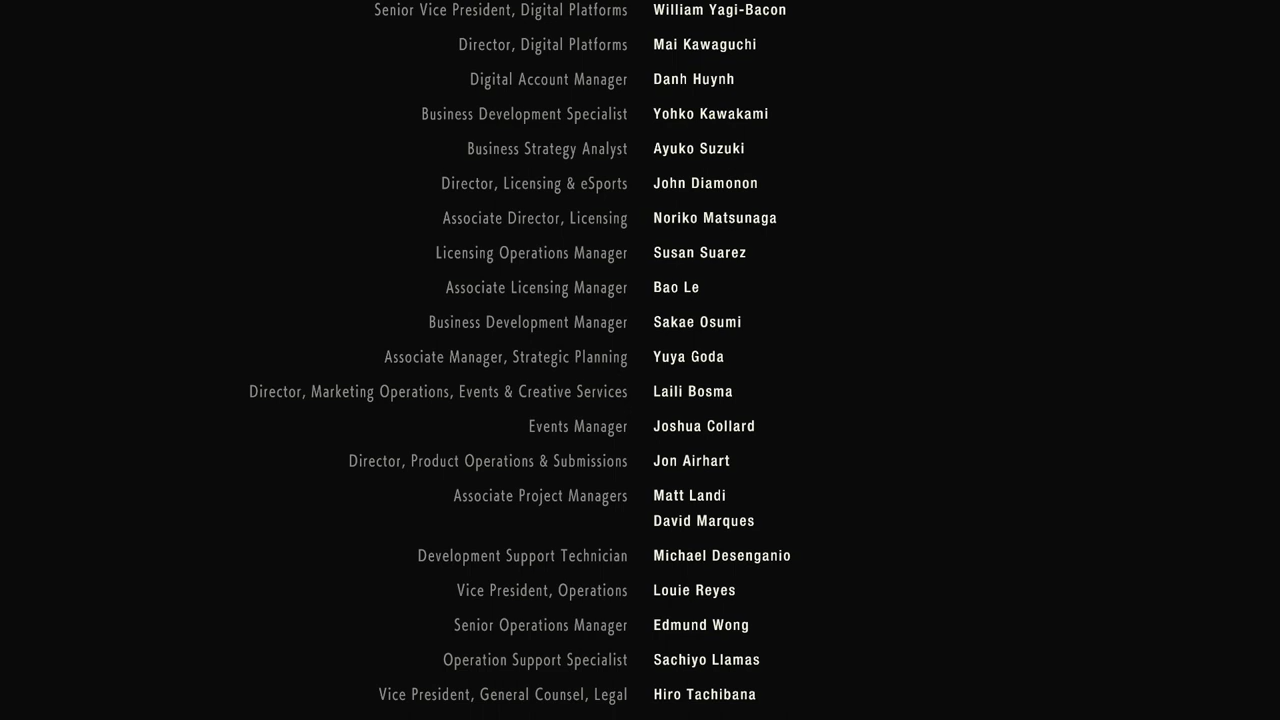 Senior Vice President, Digital Platforms William Yagi-Bacon
Director, Digital Platforms Mai Kawaguchi
Digital Account Manager Danh Huynh
Business Development Specialist Yohko Kawakami
Business Strategy Analyst Ayuko Suzuki
Director, Licensing & eSports John Diamonon
Associate Director, Licensing Noriko Matsunaga
Licensing Operations Manager Susan Suarez
Associate Licensing Manager Bao Le
Business Development Manager Sakae Osumi
Associate Manager, Strategic Planning Yuya Goda
Director, Marketing Operations, Events & Creative Services Laili Bosma
Events Manager Joshua Collard
Director, Product Operations & Submissions Jon Airhart
Associate Project Managers Matt Landi
David Marques
Development Support Technician Michael Desenganio
Vice President, Operations Louie Reyes
Senior Operations Manager Edmund Wong
Operation Support Specialist Sachiyo Llamas
Vice President, General Counsel, Legal Hiro Tachibana